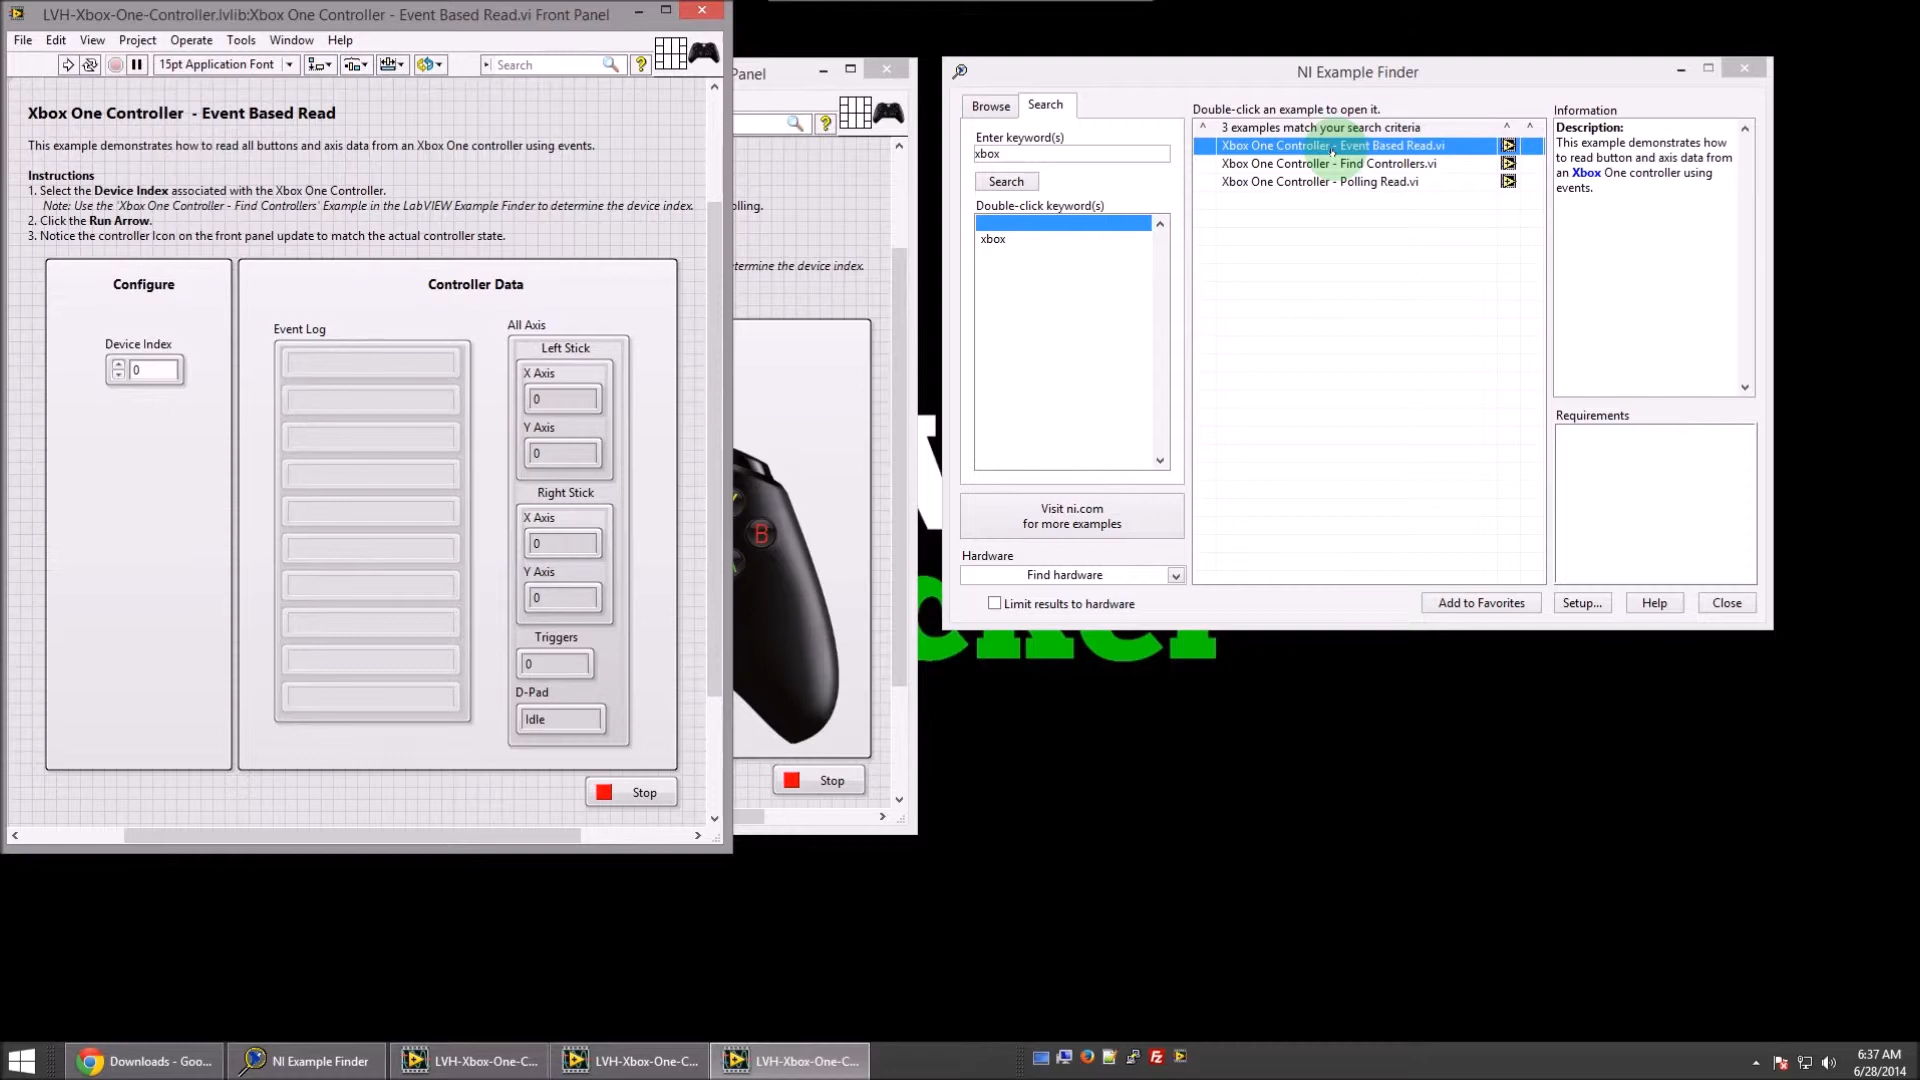 LVH-Xbox-One-Controller.lvlib:Xbox One Controller - Event Based Read.vi Front Panel
File Edit View Project Operate Tools Window Help
15pt Application Font
Search
Xbox One Controller - Event Based Read
This example demonstrates how to read all buttons and axis data from an Xbox One controller using events.
Instructions
1. Select the Device Index associated with the Xbox One Controller.
Note: Use the 'Xbox One Controller - Find Controllers' Example in the LabVIEW Example Finder to determine the device index.
2. Click the Run Arrow.
3. Notice the controller Icon on the front panel update to match the actual controller state.
Configure
Device Index
0
Controller Data
Event Log
All Axis
Left Stick
X Axis
0
Y Axis
0
Right Stick
X Axis
0
Y Axis
0
Triggers
0
D-Pad
Idle
Stop
Panel
olling.
termine the device index.
B
Stop
NI Example Finder
Browse
Search
Enter keyword(s)
xbox
Search
Double-click keyword(s)
xbox
Visit ni.com
for more examples
Hardware
Find hardware
Limit results to hardware
Double-click an example to open it.
3 examples match your search criteria
Xbox One Controller - Event Based Read.vi
Xbox One Controller - Find Controllers.vi
Xbox One Controller - Polling Read.vi
Information
Description:
This example demonstrates how
to read button and axis data from
an Xbox One controller using
events.
Requirements
Add to Favorites
Setup...
Help
Close
Downloads - Goo...
NI Example Finder
LVH-Xbox-One-C...
LVH-Xbox-One-C...
LVH-Xbox-One-C...
6:37 AM
6/28/2014